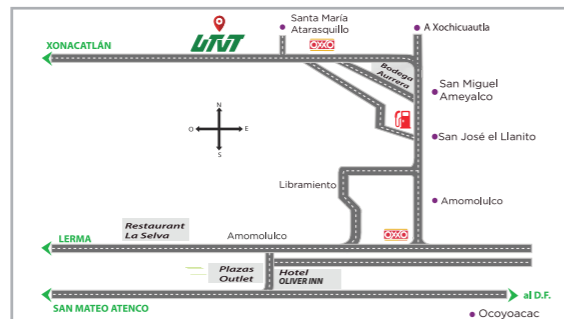 UTVT
Santa María
Atarasquillo
A Xochicuautla
OXXO
XONACATLÁN
Bodega
Aurrera
San Miguel
Ameyalco
N
O
E
S
San José el Llanito
Libramiento
Amomolulco
Restaurant
La Selva
Amomolulco
OXXO
LERMA
Plazas
Outlet
Hotel
OLIVER INN
al D.F.
SAN MATEO ATENCO
Ocoyoacac